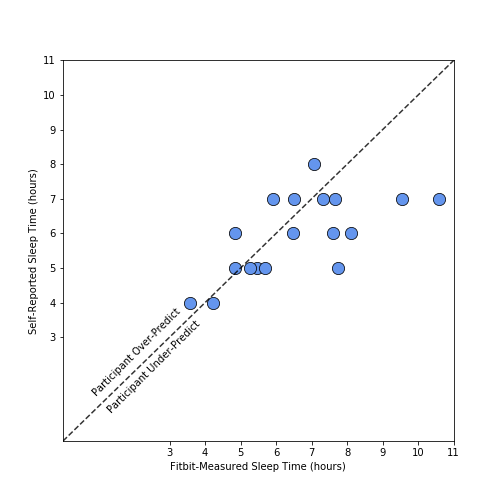 11
10
9
8
7
6
5
4
3
Self-Reported Sleep Time (hours)
Participant Over-Predict
Participant Under-Predict
3 4 5 6 7 8 9 10 11
Fitbit-Measured Sleep Time (hours)